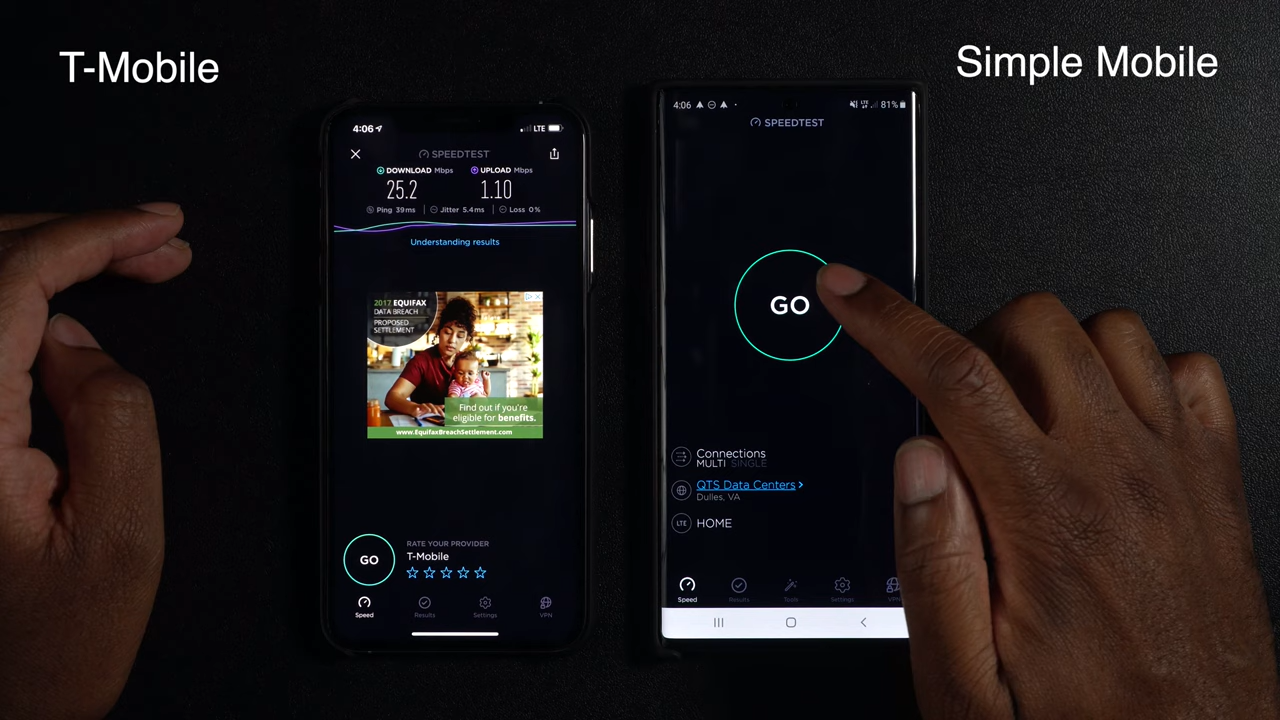 T-Mobile
Simple Mobile
4:06
LTE
SPEEDTEST
DOWNLOAD Mbps
UPLOAD Mbps
25.2
1.10
Ping 39ms
Jitter 5.4ms
Loss 0%
Understanding results
2017 EQUIFAX
DATA BREACH
PROPOSED
SETTLEMENT
Find out if you're
eligible for benefits.
www.EquifaxBreachSettlement.com
GO
RATE YOUR PROVIDER
T-Mobile
Speed
Results
Settings
VPN
4:06
LTE
81%
SPEEDTEST
GO
Connections
MULTI SINGLE
QTS Data Centers >
Dulles, VA
LTE
HOME
Speed
Results
Tools
Settings
VPN